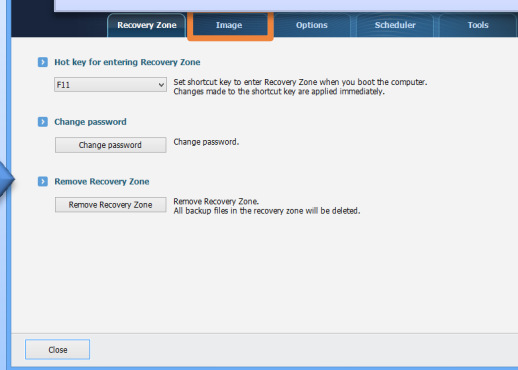 Recovery Zone Image Options Scheduler Tools
Hot key for entering Recovery Zone
F11 Set shortcut key to enter Recovery Zone when you boot the computer.
Changes made to the shortcut key are applied immediately.
Change password
Change password Change password.
Remove Recovery Zone
Remove Recovery Zone Remove Recovery Zone.
All backup files in the recovery zone will be deleted.
Close